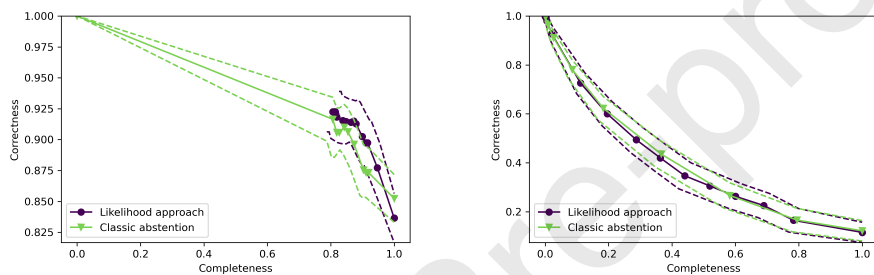 1.000
0.975
0.950
0.925
0.900
0.875
0.850
0.825
Correctness
Likelihood approach
Classic abstention
0.0 0.2 0.4 0.6 0.8 1.0
Completeness
1.0
0.8
0.6
0.4
0.2
Correctness
Likelihood approach
Classic abstention
0.0 0.2 0.4 0.6 0.8 1.0
Completeness
re-pro